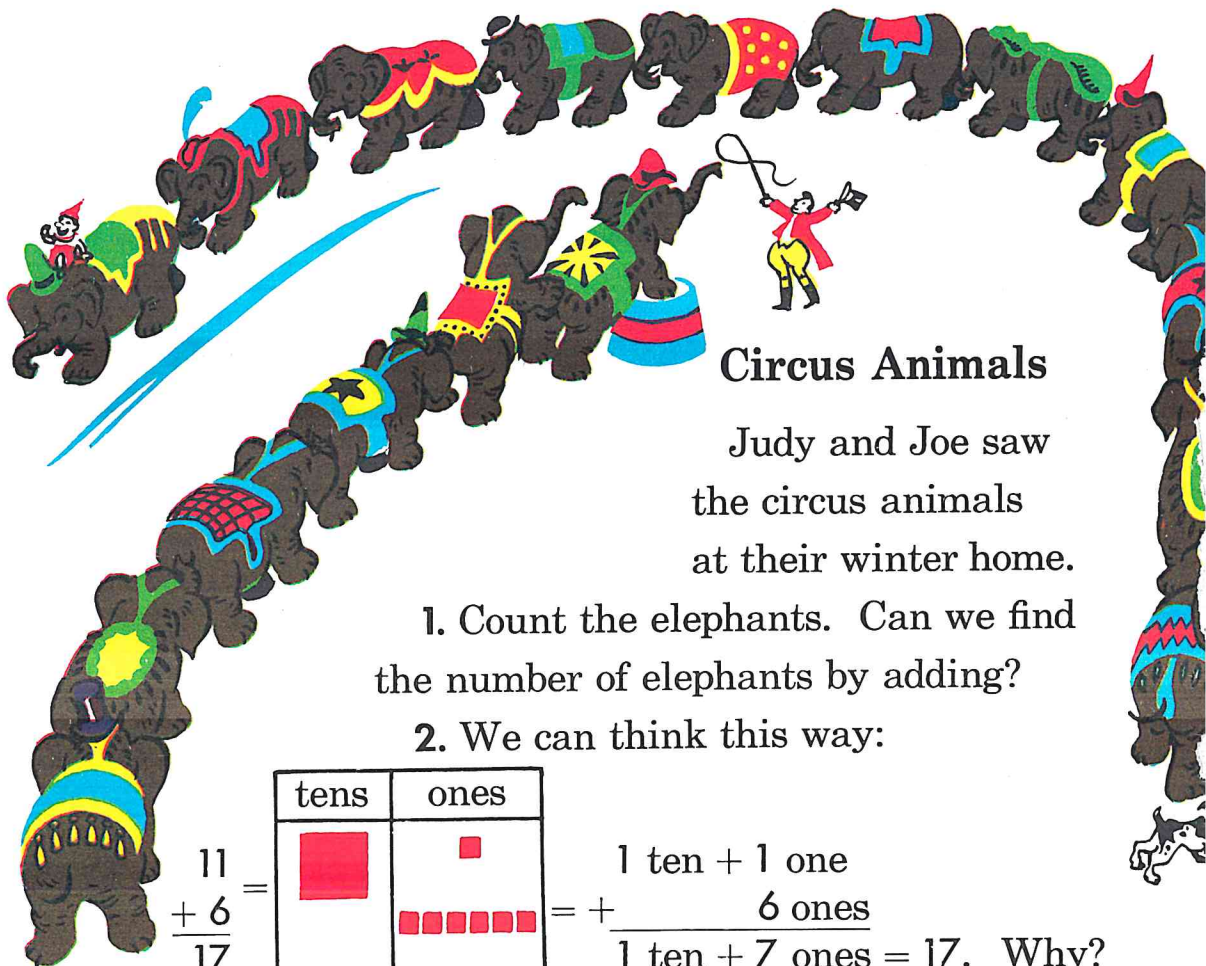 Circus Animals
Judy and Joe saw
the circus animals
at their winter home.
1. Count the elephants. Can we find
the number of elephants by adding?
2. We can think this way:
tens ones
11
+ 6
17
=
= +
1 ten + 1 one
6 ones
1 ten + 7 ones = 17. Why?